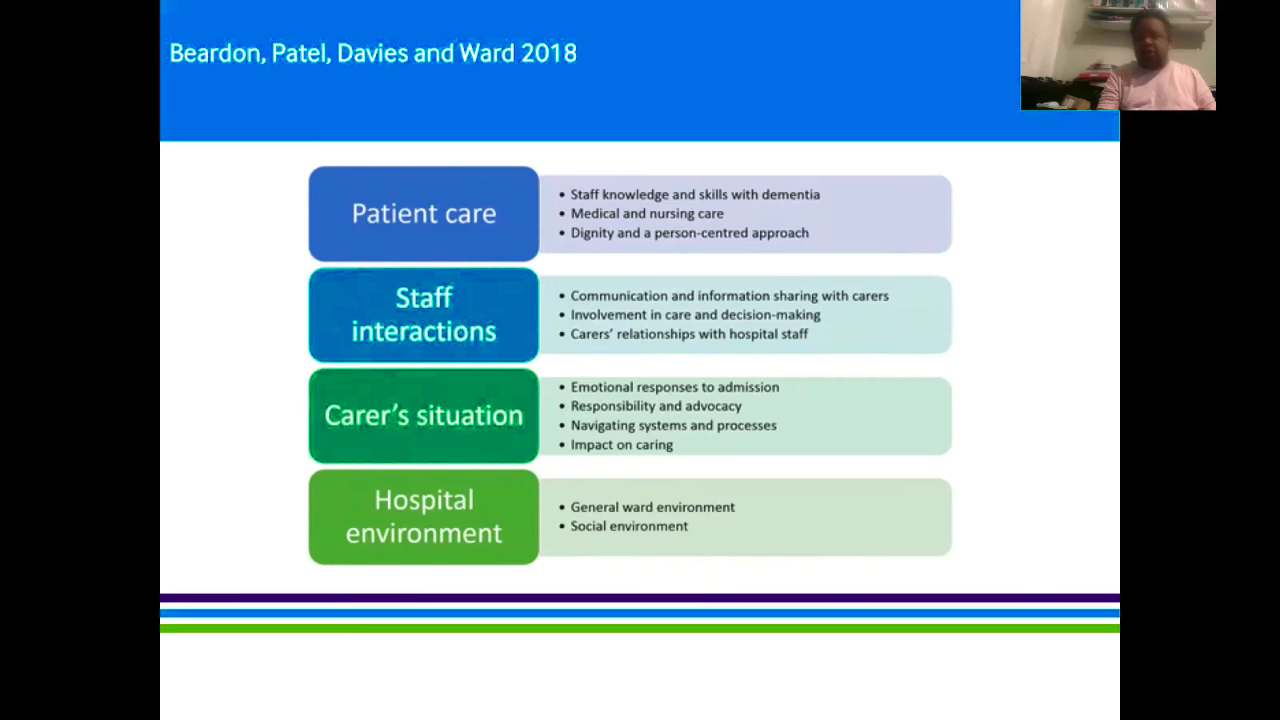 Beardon, Patel, Davies and Ward 2018
Patient care
• Staff knowledge and skills with dementia
• Medical and nursing care
• Dignity and a person-centred approach
Staff
interactions
• Communication and information sharing with carers
• Involvement in care and decision-making
• Carers' relationships with hospital staff
Carer's situation
• Emotional responses to admission
• Responsibility and advocacy
• Navigating systems and processes
• Impact on caring
Hospital
environment
• General ward environment
• Social environment